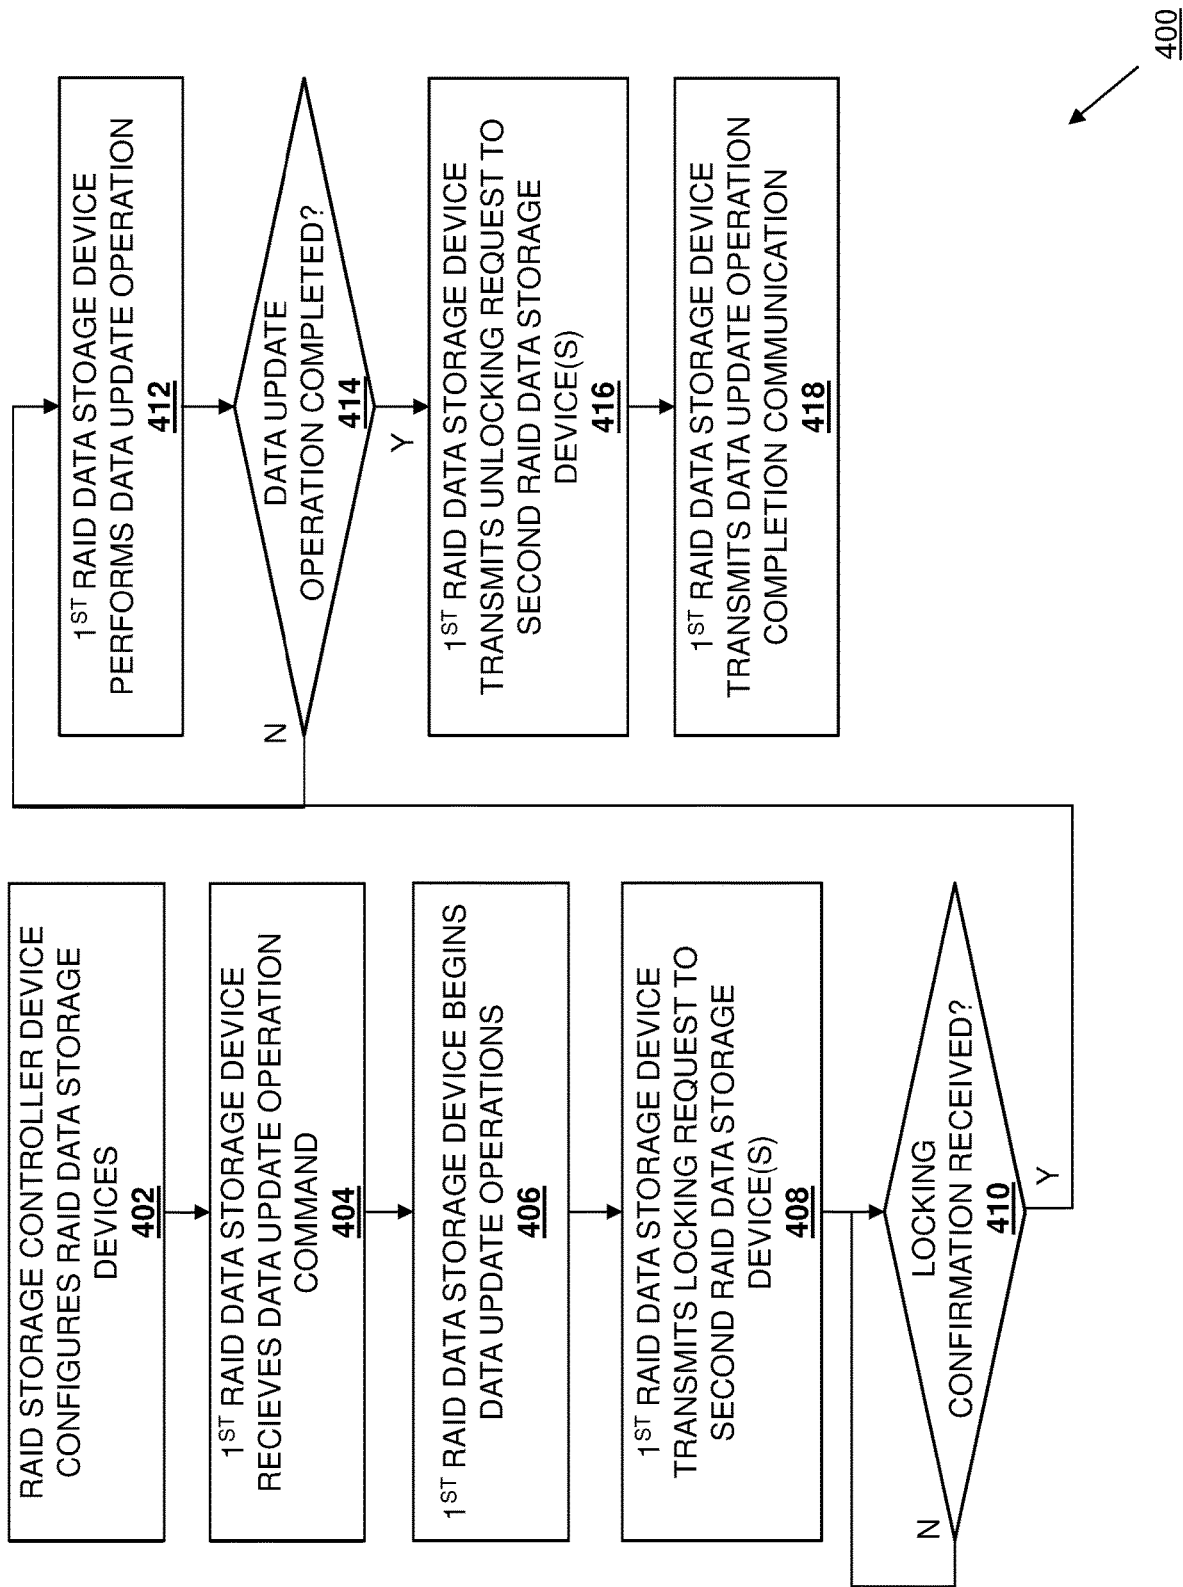 RAID STORAGE CONTROLLER DEVICE
CONFIGURES RAID DATA STORAGE
DEVICES
402
1ST RAID DATA STORAGE DEVICE
RECIEVES DATA UPDATE OPERATION
COMMAND
404
1ST RAID DATA STORAGE DEVICE BEGINS
DATA UPDATE OPERATIONS
406
1ST RAID DATA STORAGE DEVICE
TRANSMITS LOCKING REQUEST TO
SECOND RAID DATA STORAGE
DEVICE(S)
408
LOCKING
CONFIRMATION RECEIVED?
410
N
Y
1ST RAID DATA STOAGE DEVICE
PERFORMS DATA UPDATE OPERATION
412
DATA UPDATE
OPERATION COMPLETED?
414
N
Y
1ST RAID DATA STORAGE DEVICE
TRANSMITS UNLOCKING REQUEST TO
SECOND RAID DATA STORAGE
DEVICE(S)
416
1ST RAID DATA STORAGE DEVICE
TRANSMITS DATA UPDATE OPERATION
COMPLETION COMMUNICATION
418
400